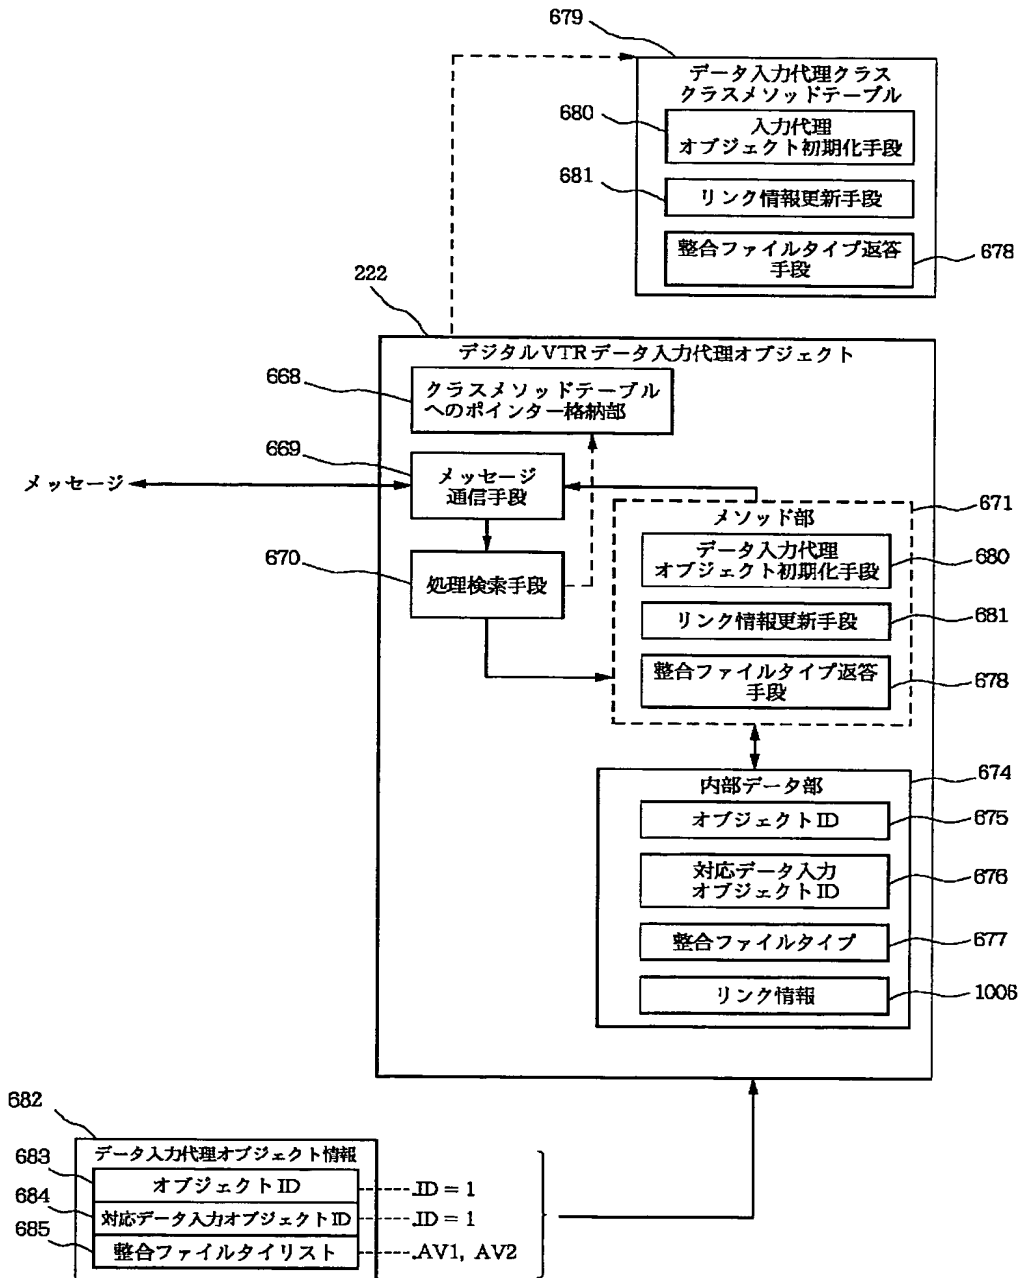 679
データ入力代理クラス
クラスメソッドテーブル
680
入力代理
オブジェクト初期化手段
681
リンク情報更新手段
整合ファイルタイプ返答
手段
678
222
デジタルVTRデータ入力代理オブジェクト
668
クラスメソッドテーブル
へのポインター格納部
669
メッセージ
メッセージ
通信手段
671
メソッド部
670
処理検索手段
データ入力代理
オブジェクト初期化手段
680
リンク情報更新手段
681
整合ファイルタイプ返答
手段
678
674
内部データ部
オブジェクトID
675
対応データ入力
オブジェクトID
676
整合ファイルタイプ
677
リンク情報
1006
682
データ入力代理オブジェクト情報
683
オブジェクトID
ID = 1
684
対応データ入力オブジェクトID
ID = 1
685
整合ファイルタイリスト
AV1, AV2